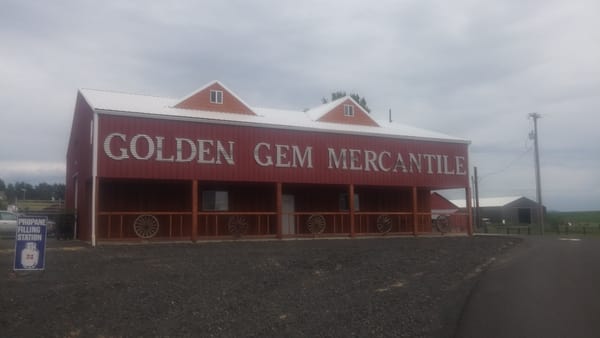 GOLDEN GEM MERCANTILE
PROPANE
FILLING
STATION